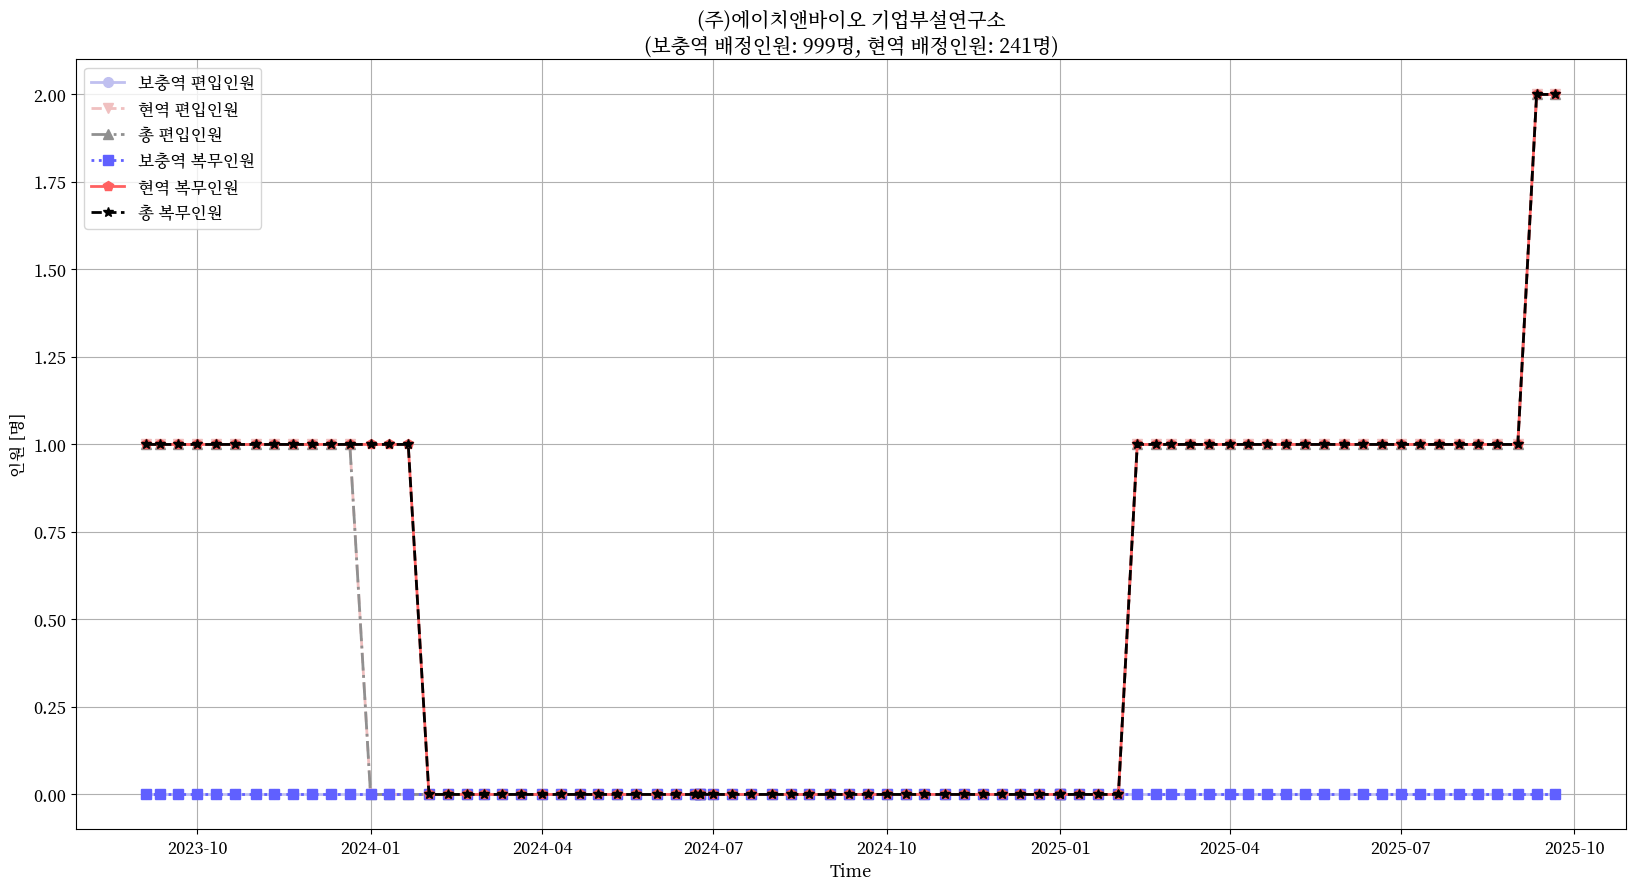 (주)에이치앤바이오 기업부설연구소
(보충역 배정인원: 999명, 현역 배정인원: 241명)
보충역 편입인원
현역 편입인원
총 편입인원
보충역 복무인원
현역 복무인원
총 복무인원
인원 [명]
2.00
1.75
1.50
1.25
1.00
0.75
0.50
0.25
0.00
2023-10
2024-01
2024-04
2024-07
2024-10
2025-01
2025-04
2025-07
2025-10
Time